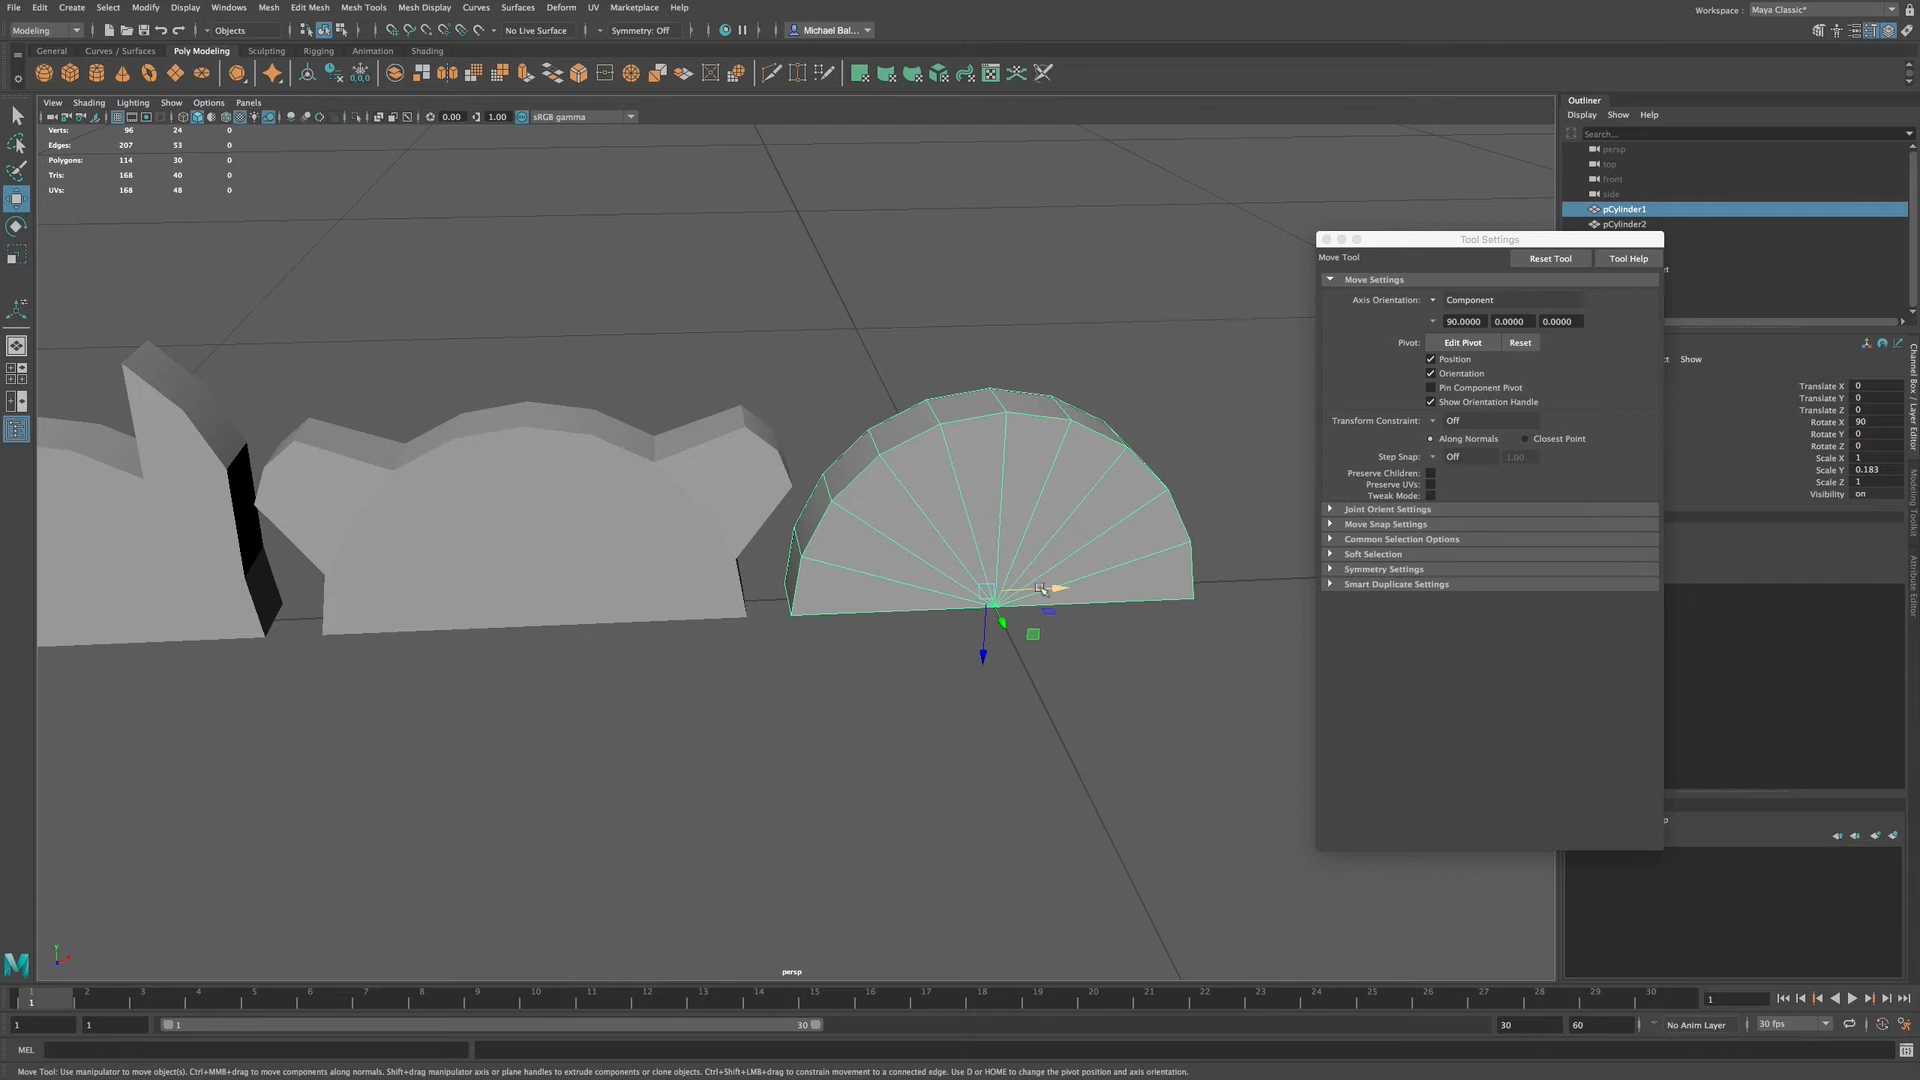 File Edit Create Select Modify Display Windows Mesh Edit Mesh Mesh Tools Mesh Display Curves Surfaces Deform UV Marketplace Help
Workspace : Maya Classic*
Modeling Objects No Live Surface Symmetry: Off Michael Bal...
General Curves / Surfaces Poly Modeling Sculpting Rigging Animation Shading
View Shading Lighting Show Options Panels
0.00 1.00 sRGB gamma
Verts: 96 24 0
Edges: 207 53 0
Polygons: 114 30 0
Tris: 168 40 0
UVs: 168 48 0
persp
Outliner
Display Show Help
Search...
persp
top
front
side
pCylinder1
pCylinder2
Tool Settings
Move Tool Reset Tool Tool Help
Move Settings
Axis Orientation: Component
90.0000 0.0000 0.0000
Pivot: Edit Pivot Reset
Position
Orientation
Pin Component Pivot
Show Orientation Handle
Transform Constraint: Off
Along Normals Closest Point
Step Snap: Off 1.00
Preserve Children:
Preserve UVs:
Tweak Mode:
Joint Orient Settings
Move Snap Settings
Common Selection Options
Soft Selection
Symmetry Settings
Smart Duplicate Settings
Show
Translate X 0
Translate Y 0
Translate Z 0
Rotate X 90
Rotate Y 0
Rotate Z 0
Scale X 1
Scale Y 0.183
Scale Z 1
Visibility on
Channel Box / Layer Editor
Modeling Toolkit
Attribute Editor
1 2 3 4 5 6 7 8 9 10 11 12 13 14 15 16 17 18 19 20 21 22 23 24 25 26 27 28 29 30
1 1
1 1 1 30 30 60 No Anim Layer 30 fps
MEL
Move Tool: Use manipulator to move object(s). Ctrl+MMB+drag to move components along normals. Shift+drag manipulator axis or plane handles to extrude components or clone objects. Ctrl+Shift+LMB+drag to constrain movement to a connected edge. Use D or HOME to change the pivot position and axis orientation.